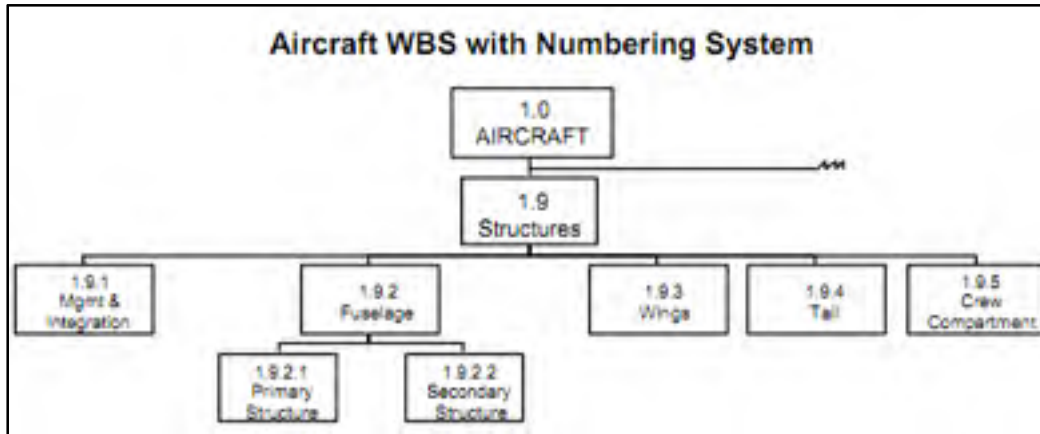 Aircraft WBS with Numbering System
1.0
AIRCRAFT
1.9
Structures
1.9.1
Mgmt &
Integration
1.9.2
Fuselage
1.9.3
Wings
1.9.4
Tail
1.9.5
Crew
Compartment
1.9.2.1
Primary
Structure
1.9.2.2
Secondary
Structure